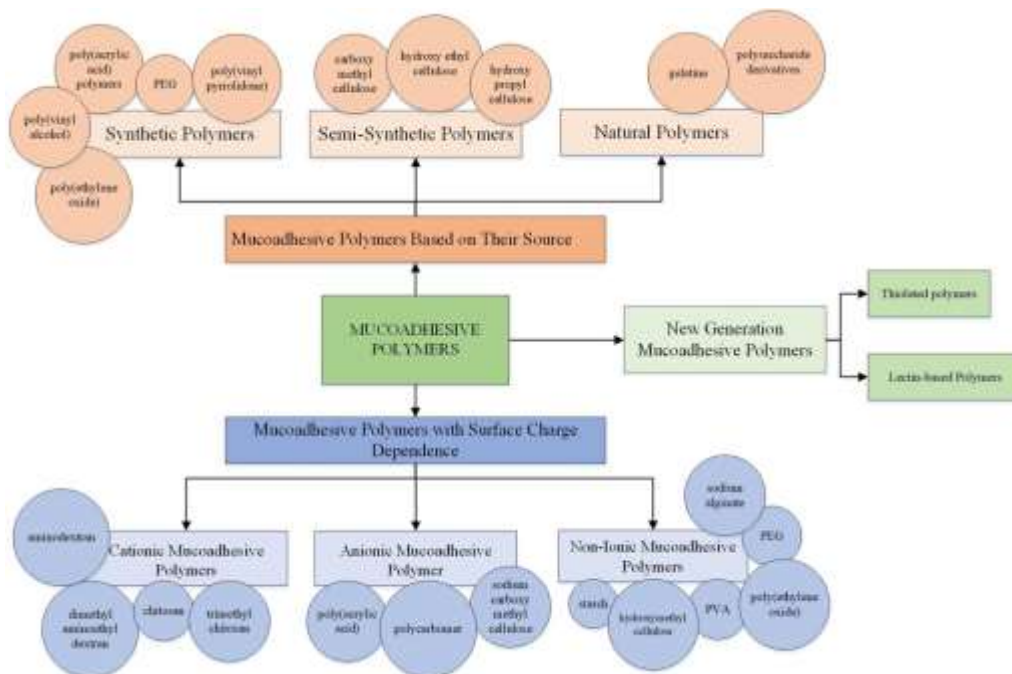 poly(acrylic
acid)
polymers
PEG
poly(vinyl
pyrrolidone)
poly(vinyl
alcohol)
poly(ethylene
oxide)
Synthetic Polymers
carboxy
methyl
cellulose
hydroxy ethyl
cellulose
hydroxy
propyl
cellulose
Semi-Synthetic Polymers
gelatine
polysaccharide
derivatives
Natural Polymers
Mucoadhesive Polymers Based on Their Source
MUCOADHESIVE
POLYMERS
New Generation
Mucoadhesive Polymers
Thiolated polymers
Lectin-based Polymers
Mucoadhesive Polymers with Surface Charge
Dependence
aminodextran
Cationic Mucoadhesive
Polymers
dimethyl
aminoethyl
dextran
chitosan
trimethyl
chitosan
Anionic Mucoadhesive
Polymer
poly(acrylic
acid)
sodium
carboxy
methyl
cellulose
sodium
alginate
PEG
Non-Ionic Mucoadhesive
Polymers
starch
hydroxyethyl
cellulose
PVA
poly(ethylene
oxide)